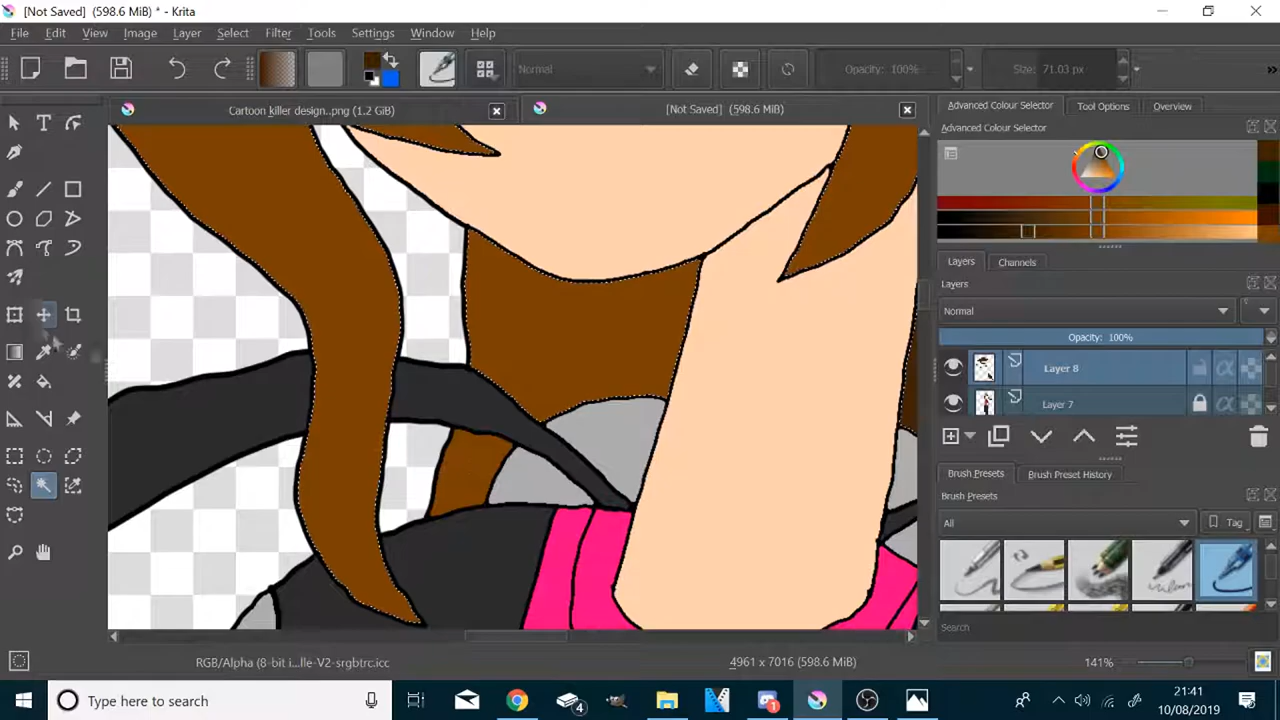 [Not Saved] (598.6 MiB) * - Krita
File Edit View Image Layer Select Filter Tools Settings Window Help
Normal
Opacity: 100%
Size: 71.03 px
»
Cartoon killer design..png (1.2 GiB)
[Not Saved] (598.6 MiB)
Advanced Colour Selector
Tool Options
Overview
Advanced Colour Selector
Layers
Channels
Layers
Normal
Opacity: 100%
Layer 8
Layer 7
Brush Presets
Brush Preset History
Brush Presets
All
Tag
Search
RGB/Alpha (8-bit i...lle-V2-srgbtrc.icc
4961 x 7016 (598.6 MiB)
141%
Type here to search
4
1
21:41
10/08/2019